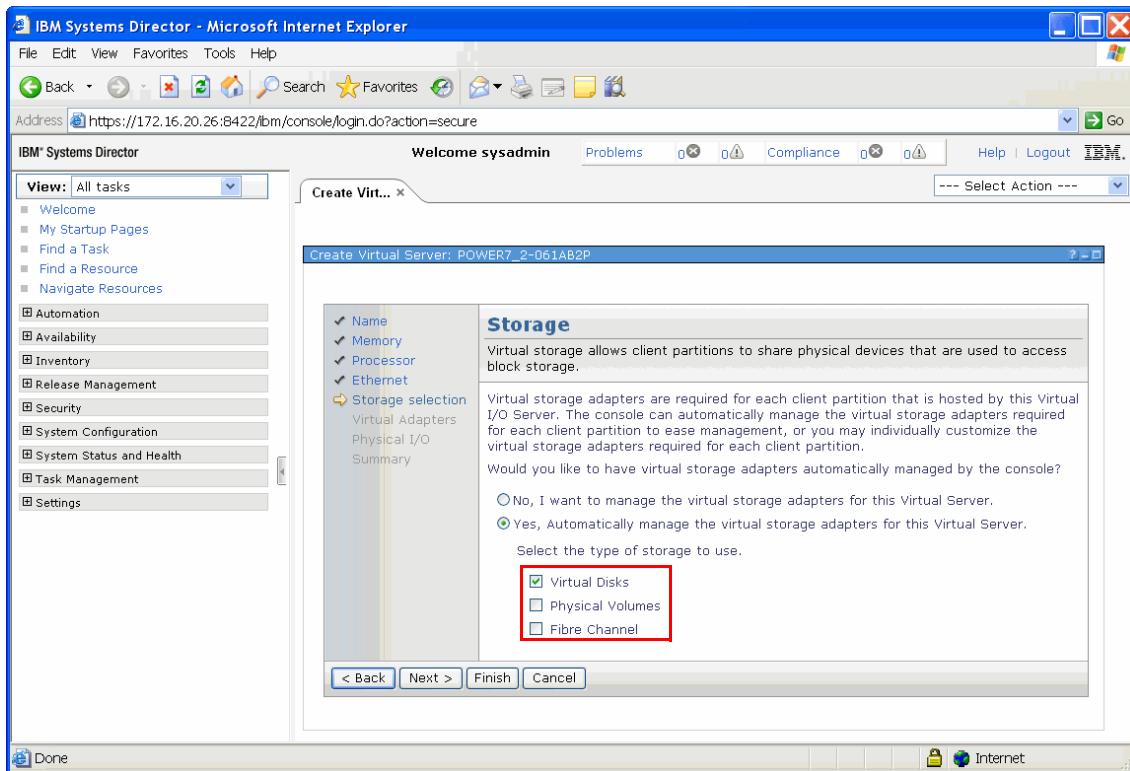 IBM Systems Director - Microsoft Internet Explorer
File Edit View Favorites Tools Help
Back Search Favorites
Address https://172.16.20.26:8422/ibm/console/login.do?action=secure Go
IBM® Systems Director Welcome sysadmin Problems 0 0 Compliance 0 0 Help | Logout IBM.
View: All tasks
Create Virt... × --- Select Action ---
Welcome
My Startup Pages
Find a Task
Find a Resource
Navigate Resources
Automation
Availability
Inventory
Release Management
Security
System Configuration
System Status and Health
Task Management
Settings
Create Virtual Server: POWER7_2-061AB2P
Name
Memory
Processor
Ethernet
Storage selection
Virtual Adapters
Physical I/O
Summary
Storage
Virtual storage allows client partitions to share physical devices that are used to access
block storage.
Virtual storage adapters are required for each client partition that is hosted by this Virtual
I/O Server. The console can automatically manage the virtual storage adapters required
for each client partition to ease management, or you may individually customize the
virtual storage adapters required for each client partition.
Would you like to have virtual storage adapters automatically managed by the console?
No, I want to manage the virtual storage adapters for this Virtual Server.
Yes, Automatically manage the virtual storage adapters for this Virtual Server.
Select the type of storage to use.
Virtual Disks
Physical Volumes
Fibre Channel
< Back Next > Finish Cancel
Done Internet